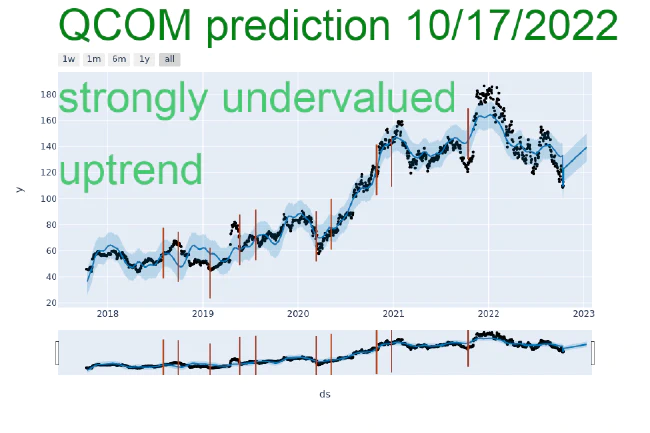 QCOM prediction 10/17/2022
1w 1m 6m 1y all
strongly undervalued
uptrend
y
180
160
140
120
100
80
60
40
20
2018 2019 2020 2021 2022 2023
ds